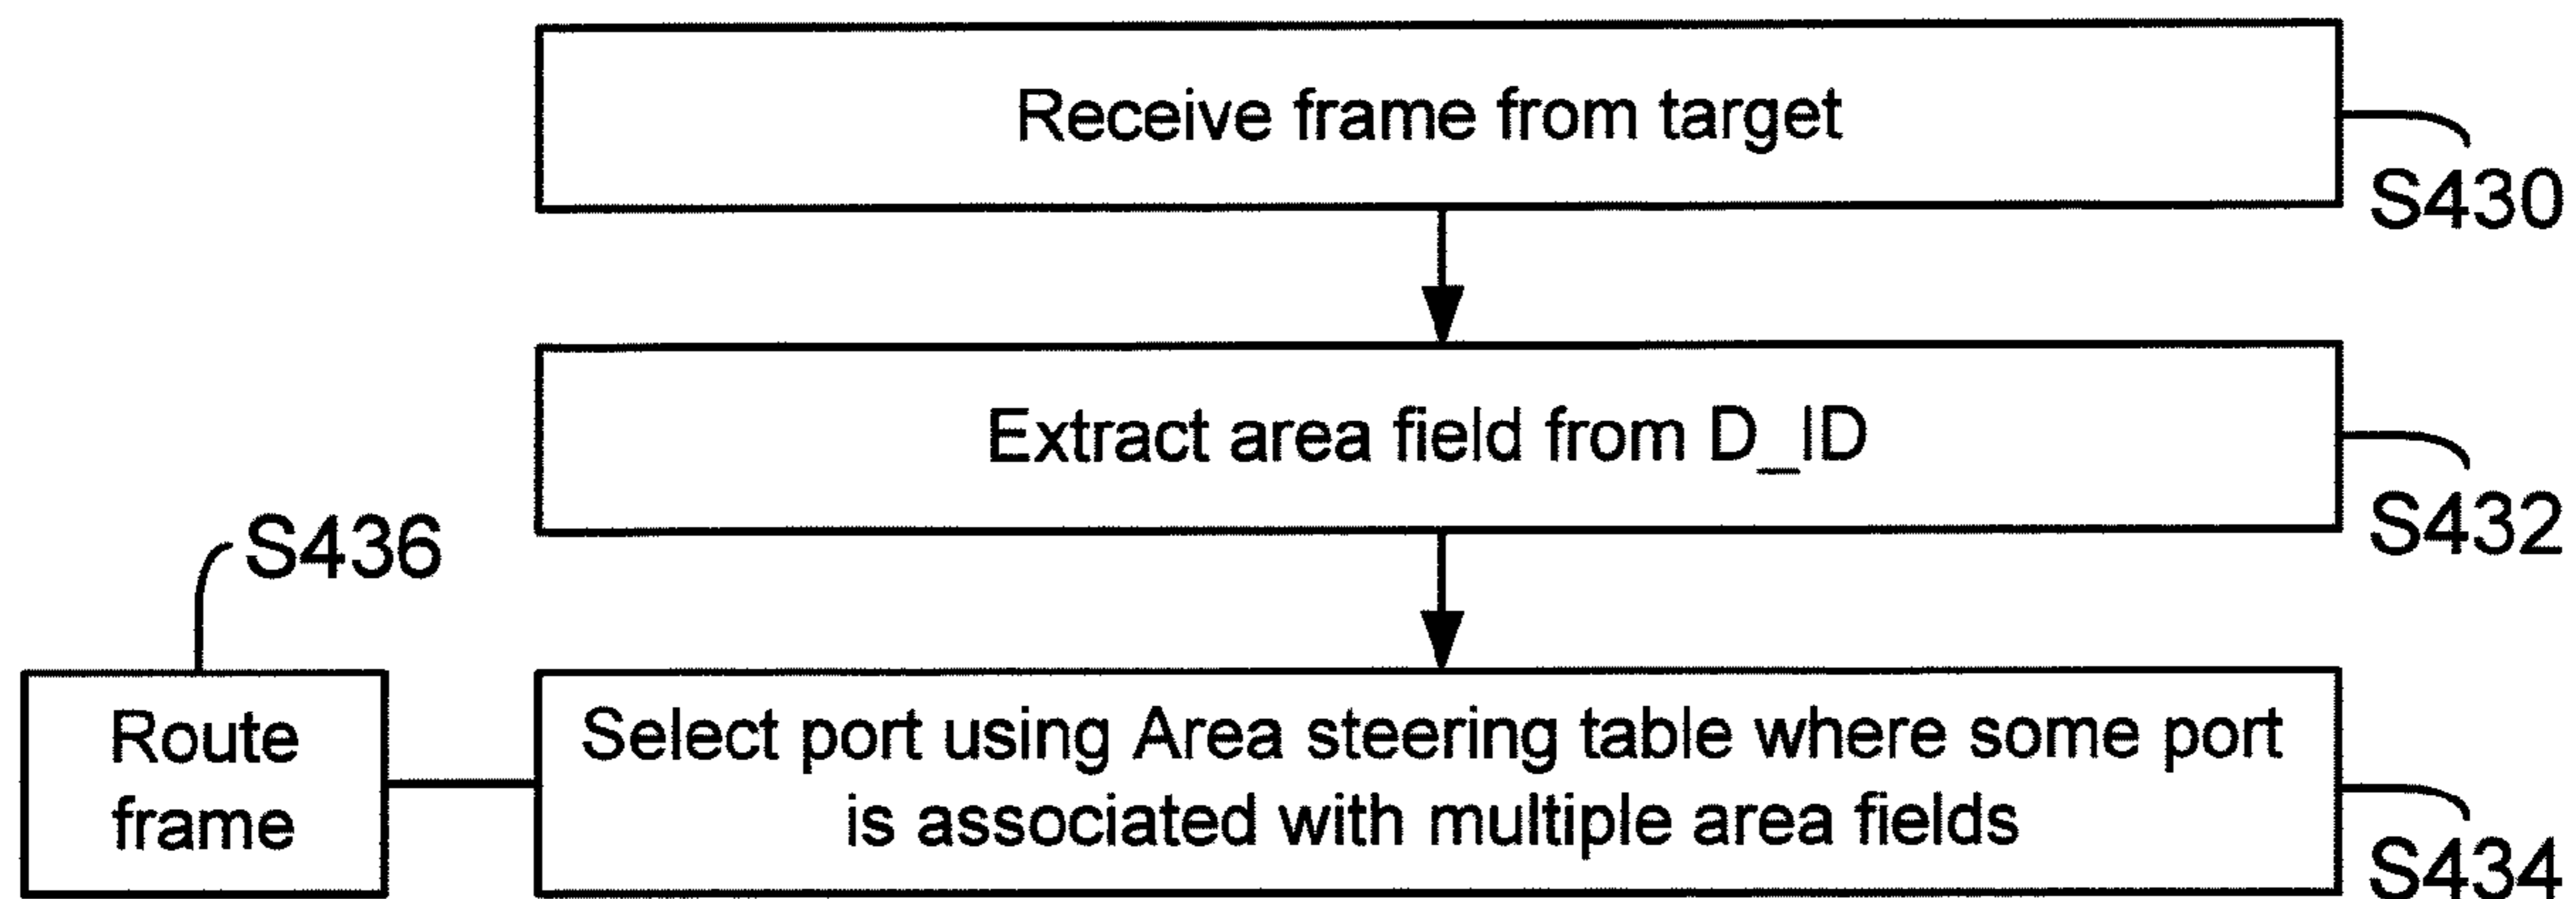 Receive frame from target
S430
Extract area field from D_ID
S432
S436
Route
frame
Select port using Area steering table where some port
is associated with multiple area fields
S434